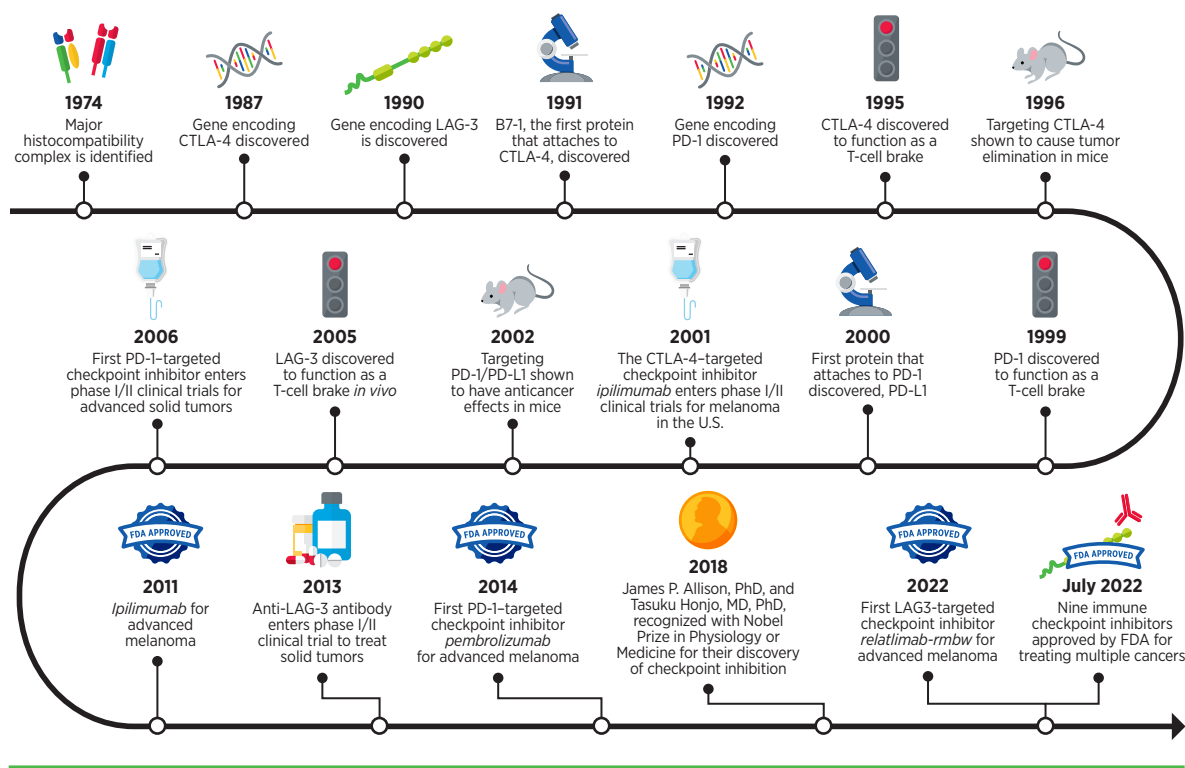 1974
Major
histocompatibility
complex is identified
1987
Gene encoding
CTLA-4 discovered
1990
Gene encoding LAG-3
is discovered
1991
B7-1, the first protein
that attaches to
CTLA-4, discovered
1992
Gene encoding
PD-1 discovered
1995
CTLA-4 discovered
to function as a
T-cell brake
1996
Targeting CTLA-4
shown to cause tumor
elimination in mice
1999
PD-1 discovered
to function as a
T-cell brake
2000
First protein that
attaches to PD-1
discovered, PD-L1
2001
The CTLA-4–targeted
checkpoint inhibitor
ipilimumab enters phase I/II
clinical trials for melanoma
in the U.S.
2002
Targeting
PD-1/PD-L1 shown
to have anticancer
effects in mice
2005
LAG-3 discovered
to function as a
T-cell brake in vivo
2006
First PD-1–targeted
checkpoint inhibitor enters
phase I/II clinical trials for
advanced solid tumors
FDA APPROVED
2011
Ipilimumab for
advanced
melanoma
2013
Anti-LAG-3 antibody
enters phase I/II
clinical trial to treat
solid tumors
FDA APPROVED
2014
First PD-1–targeted
checkpoint inhibitor
pembrolizumab
for advanced melanoma
2018
James P. Allison, PhD, and
Tasuku Honjo, MD, PhD,
recognized with Nobel
Prize in Physiology or
Medicine for their discovery
of checkpoint inhibition
FDA APPROVED
2022
First LAG3-targeted
checkpoint inhibitor
relatlimab-rmbw for
advanced melanoma
FDA APPROVED
July 2022
Nine immune
checkpoint inhibitors
approved by FDA for
treating multiple cancers